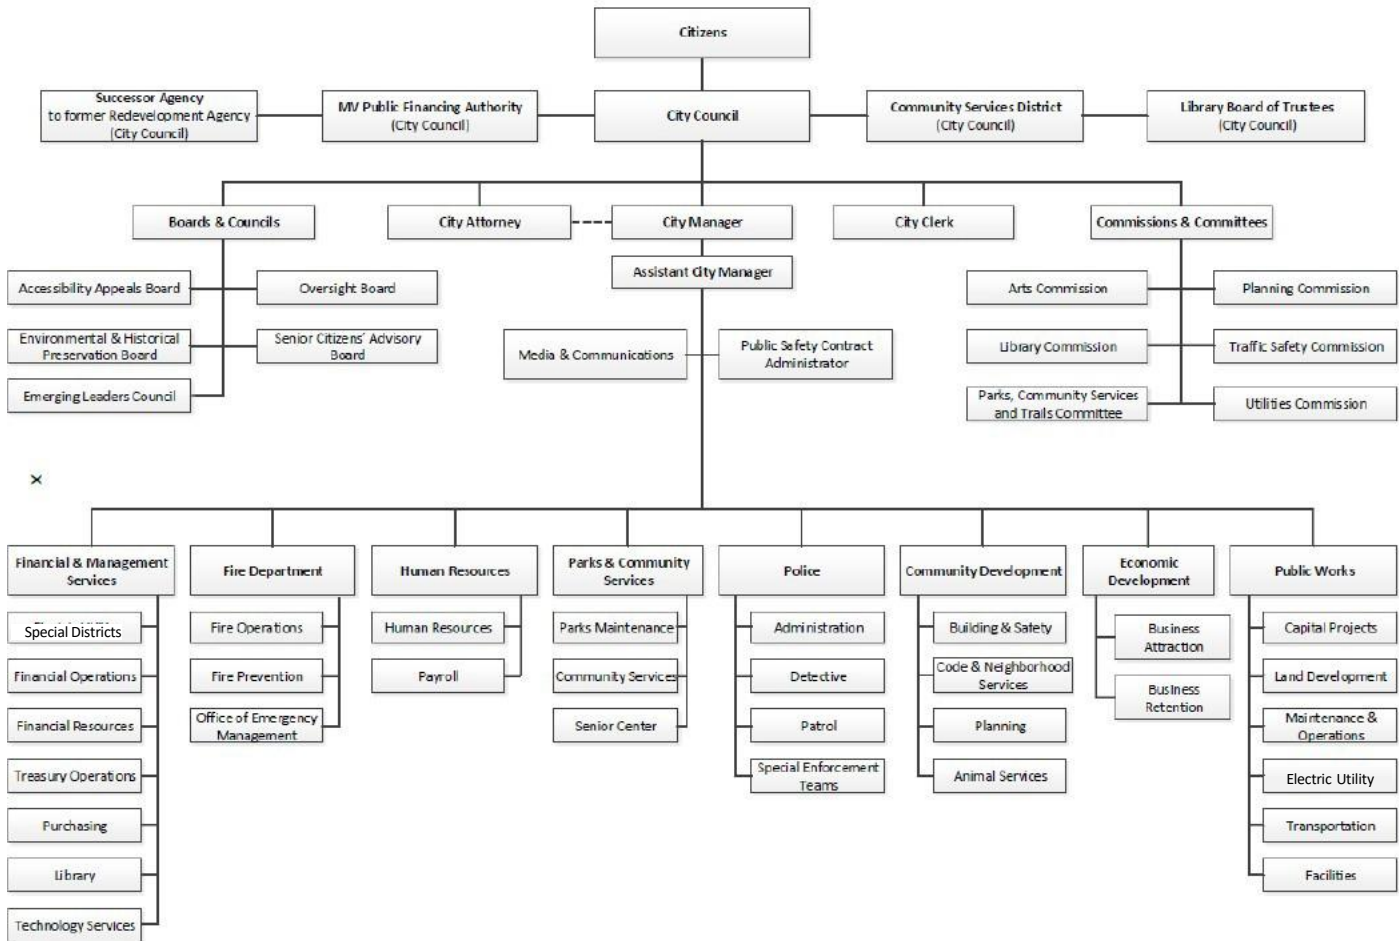 Citizens
Successor Agency
to former Redevelopment Agency
(City Council)
MV Public Financing Authority
(City Council)
City Council
Community Services District
(City Council)
Library Board of Trustees
(City Council)
Boards & Councils
City Attorney
City Manager
City Clerk
Commissions & Committees
Assistant City Manager
Accessibility Appeals Board
Oversight Board
Environmental & Historical
Preservation Board
Senior Citizens' Advisory
Board
Emerging Leaders Council
Media & Communications
Public Safety Contract
Administrator
Arts Commission
Planning Commission
Library Commission
Traffic Safety Commission
Parks, Community Services
and Trails Committee
Utilities Commission
Financial & Management
Services
Special Districts
Financial Operations
Financial Resources
Treasury Operations
Purchasing
Library
Technology Services
Fire Department
Fire Operations
Fire Prevention
Office of Emergency
Management
Human Resources
Human Resources
Payroll
Parks & Community
Services
Parks Maintenance
Community Services
Senior Center
Police
Administration
Detective
Patrol
Special Enforcement
Teams
Community Development
Building & Safety
Code & Neighborhood
Services
Planning
Animal Services
Economic
Development
Business
Attraction
Business
Retention
Public Works
Capital Projects
Land Development
Maintenance &
Operations
Electric Utility
Transportation
Facilities